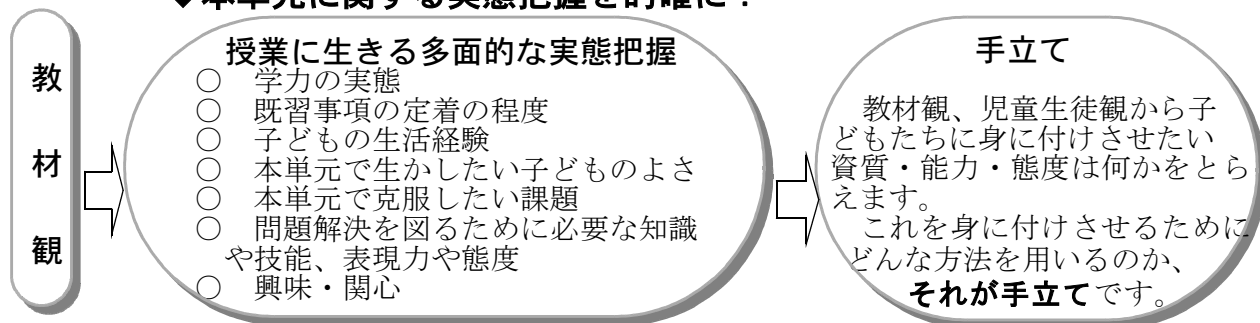 ◆本単元に関する実態把握を的確に！
教
材
観
授業に生きる多面的な実態把握
○　学力の実態
○　既習事項の定着の程度
○　子どもの生活経験
○　本単元で生かしたい子どものよさ
○　本単元で克服したい課題
○　問題解決を図るために必要な知識
や技能、表現力や態度
○　興味・関心
手立て
教材観、児童生徒観から子
どもたちに身に付けさせたい
資質・能力・態度は何かをとら
えます。
これを身に付けさせるために
どんな方法を用いるのか、
それが手立てです。